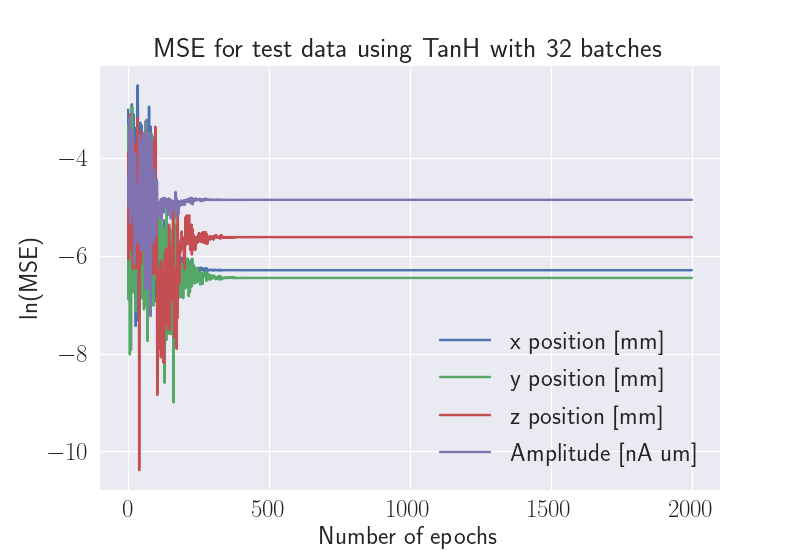 MSE for test data using TanH with 32 batches
−4
−6
−8
−10
ln(MSE)
x position [mm]
y position [mm]
z position [mm]
Amplitude [nA um]
0
500
1000
1500
2000
Number of epochs